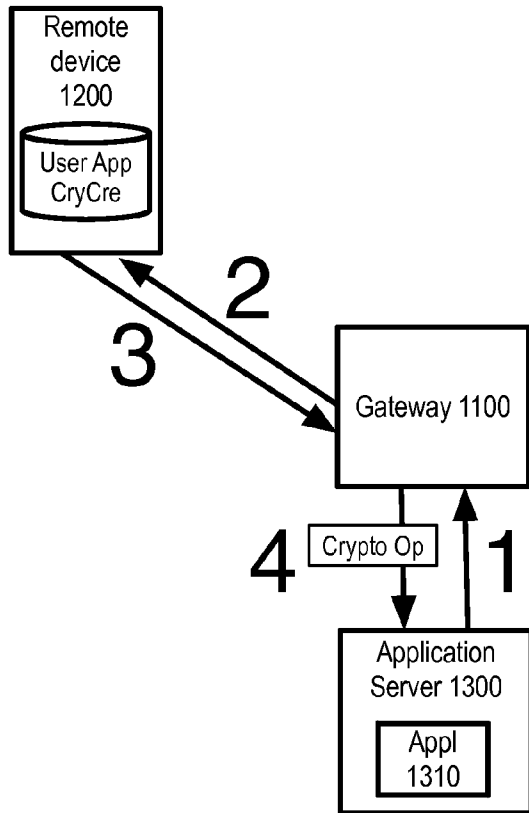 Remote
device
1200
User App
CryCre
2
3
Gateway 1100
4
Crypto Op
1
Application
Server 1300
Appl
1310